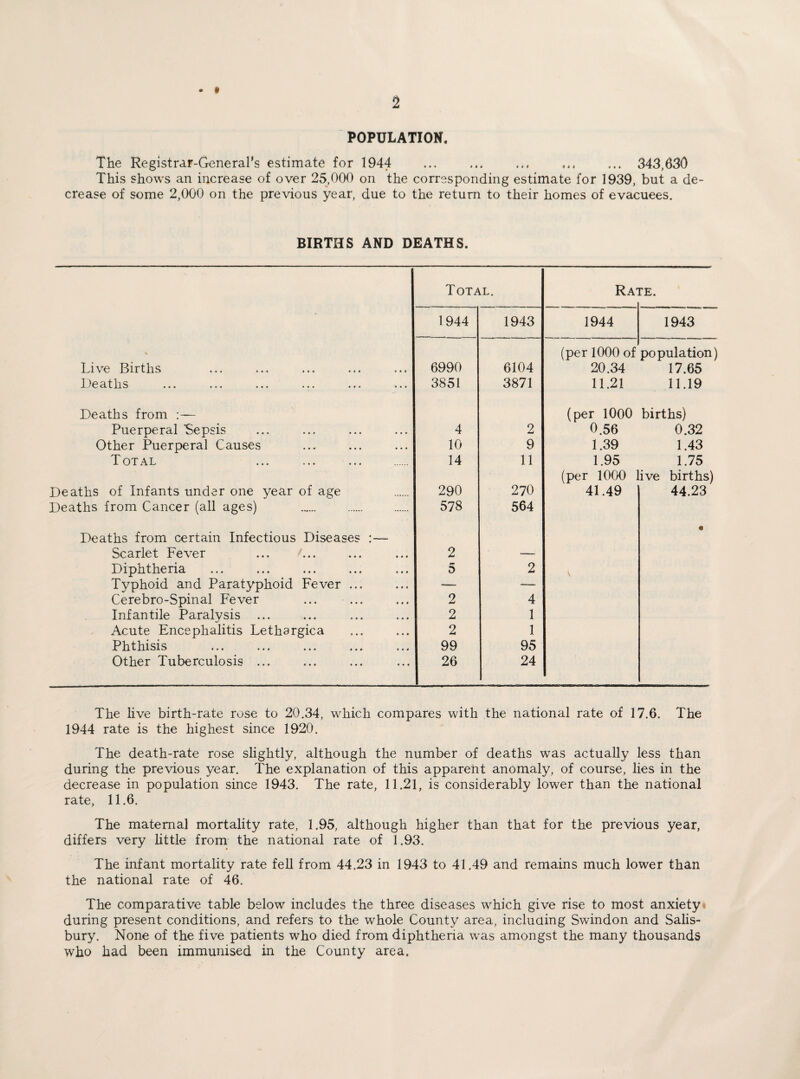 2
POPULATION.
The Registrar-General's estimate for 1944 ... ... ... ... ... 343,630
This shows an increase of over 25,000 on the corresponding estimate for 1939, but a de-
crease of some 2,000 on the previous year, due to the return to their homes of evacuees.
BIRTHS AND DEATHS.
TOTAL. RATE.
1944 1943 1944 1943
(per 1000 of population)
Live Births ... ... ... ... ... 6990 6104 20.34 17.65
Deaths ... ... ... ... ... ... 3851 3871 11.21 11.19
Deaths from :— (per 1000 births)
Puerperal Sepsis ... ... ... ... 4 2 0.56 0.32
Other Puerperal Causes ... ... ... 10 9 1.39 1.43
TOTAL ... ... ... ...... 14 11 1.95 1.75
(per 1000 live births)
Deaths of Infants under one year of age ...... 290 270 41.49 44.23
Deaths from Cancer (all ages) ...... ...... ...... 578 564
Deaths from certain Infectious Diseases :—
Scarlet Fever ... ... ... ... 2 —
Diphtheria ... ... ... ... ... 5 2
Typhoid and Paratyphoid Fever ... ... — —
Cerebro-Spinal Fever ... ... ... 2 4
Infantile Paralysis ... ... ... ... 2 1
Acute Encephalitis Lethargica ... ... 2 1
Phthisis ... ... ... ... ... 99 95
Other Tuberculosis ... ... ... ... 26 24
The live birth-rate rose to 20.34, which compares with the national rate of 17.6. The
1944 rate is the highest since 1920.
The death-rate rose slightly, although the number of deaths was actually less than
during the previous year. The explanation of this apparent anomaly, of course, lies in the
decrease in population since 1943. The rate, 11.21, is considerably lower than the national
rate, 11.6.
The maternal mortality rate, 1.95, although higher than that for the previous year,
differs very little from the national rate of 1.93.
The infant mortality rate fell from 44.23 in 1943 to 41.49 and remains much lower than
the national rate of 46.
The comparative table below includes the three diseases which give rise to most anxiety
during present conditions, and refers to the whole County area, including Swindon and Salis-
bury. None of the five patients who died from diphtheria was amongst the many thousands
who had been immunised in the County area.